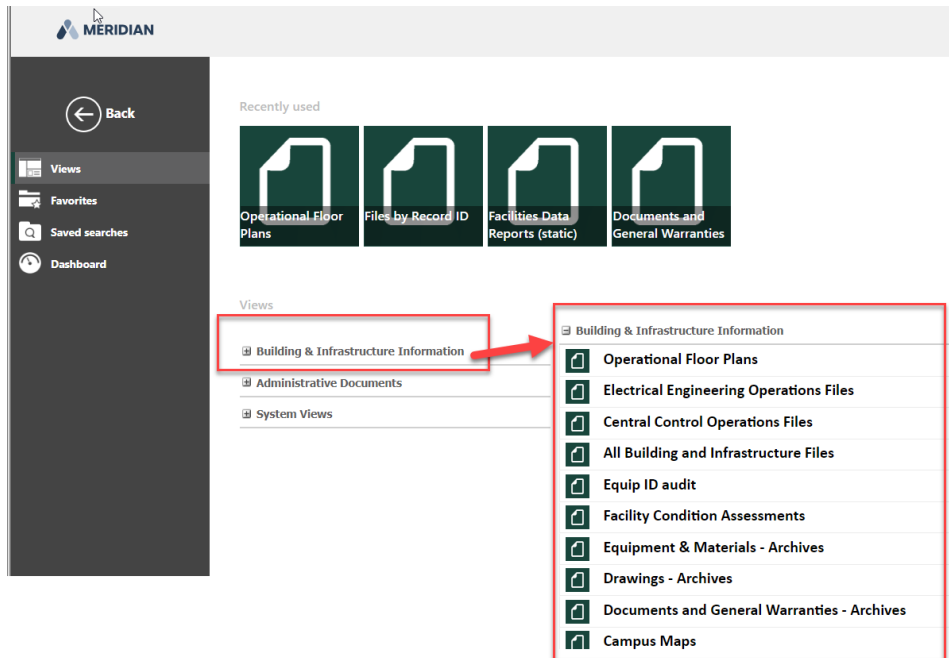 MERIDIAN
Back
Views
Favorites
Saved searches
Dashboard
Recently used
Operational Floor
Plans
Files by Record ID
Facilities Data
Reports (static)
Documents and
General Warranties
Views
Building & Infrastructure Information
Administrative Documents
System Views
Building & Infrastructure Information
Operational Floor Plans
Electrical Engineering Operations Files
Central Control Operations Files
All Building and Infrastructure Files
Equip ID audit
Facility Condition Assessments
Equipment & Materials - Archives
Drawings - Archives
Documents and General Warranties - Archives
Campus Maps